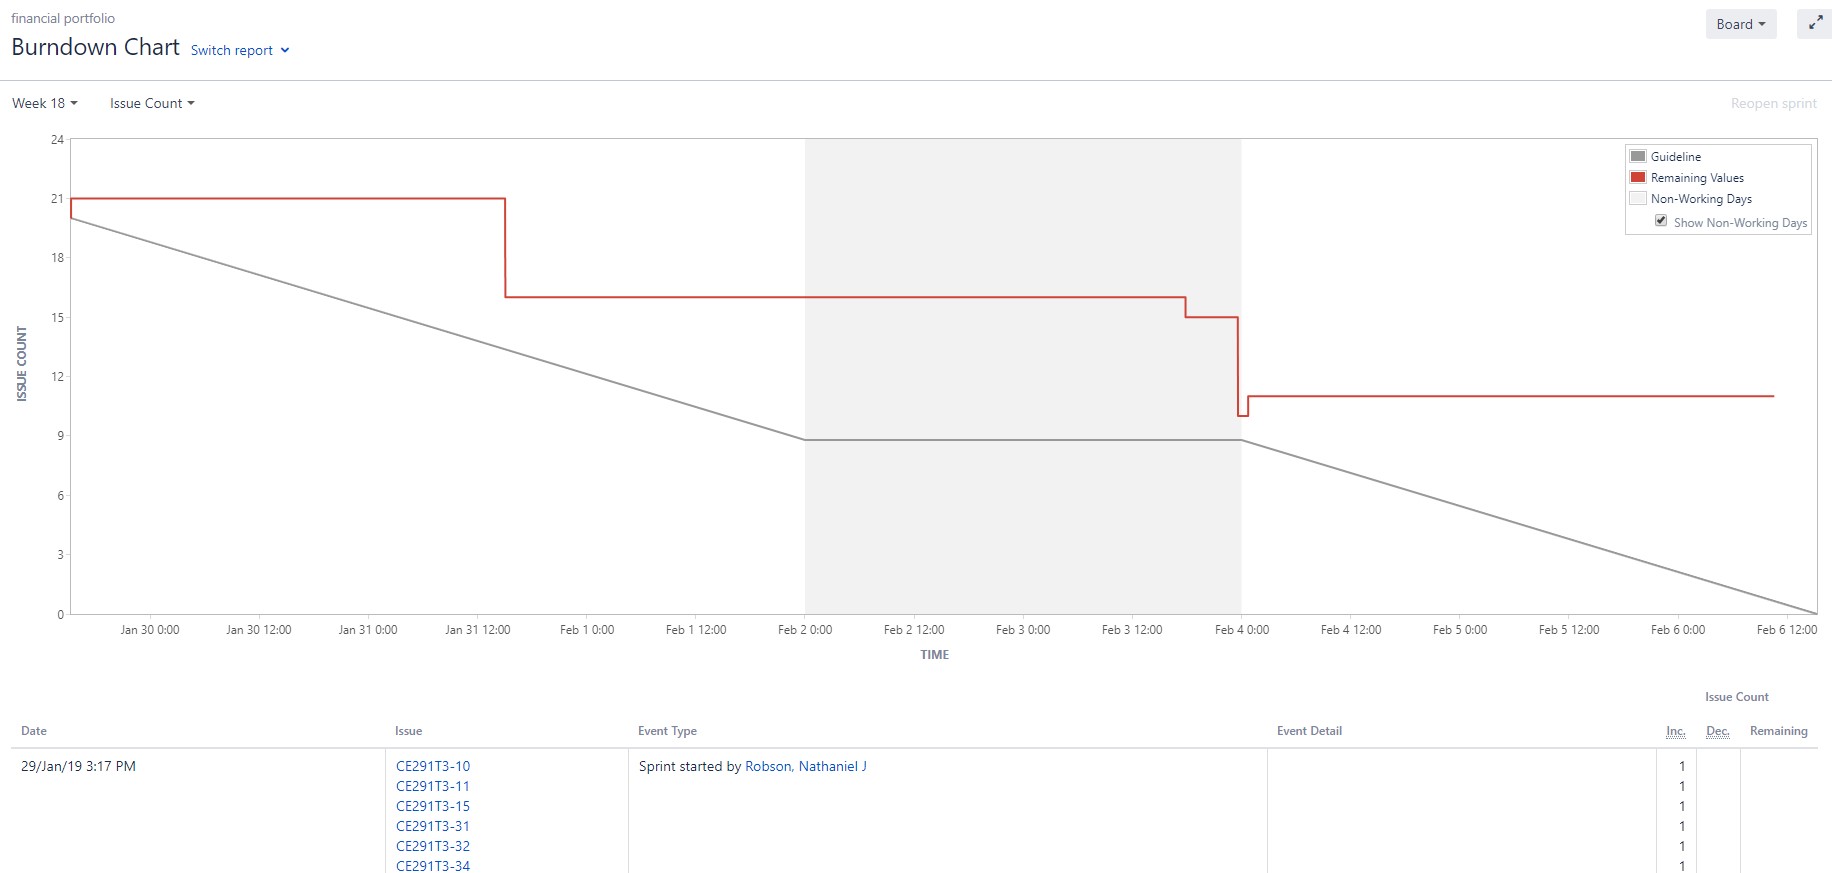 financial portfolio
Board
Burndown Chart Switch report
Week 18 Issue Count Reopen sprint
24
21
18
15
12
9
6
3
0
ISSUE COUNT
Guideline
Remaining Values
Non-Working Days
Show Non-Working Days
Jan 30 0:00 Jan 30 12:00 Jan 31 0:00 Jan 31 12:00 Feb 1 0:00 Feb 1 12:00 Feb 2 0:00 Feb 2 12:00 Feb 3 0:00 Feb 3 12:00 Feb 4 0:00 Feb 4 12:00 Feb 5 0:00 Feb 5 12:00 Feb 6 0:00 Feb 6 12:00
TIME
Issue Count
Date Issue Event Type Event Detail Inc. Dec. Remaining
29/Jan/19 3:17 PM CE291T3-10 Sprint started by Robson, Nathaniel J 1
CE291T3-11 1
CE291T3-15 1
CE291T3-31 1
CE291T3-32 1
CE291T3-34 1